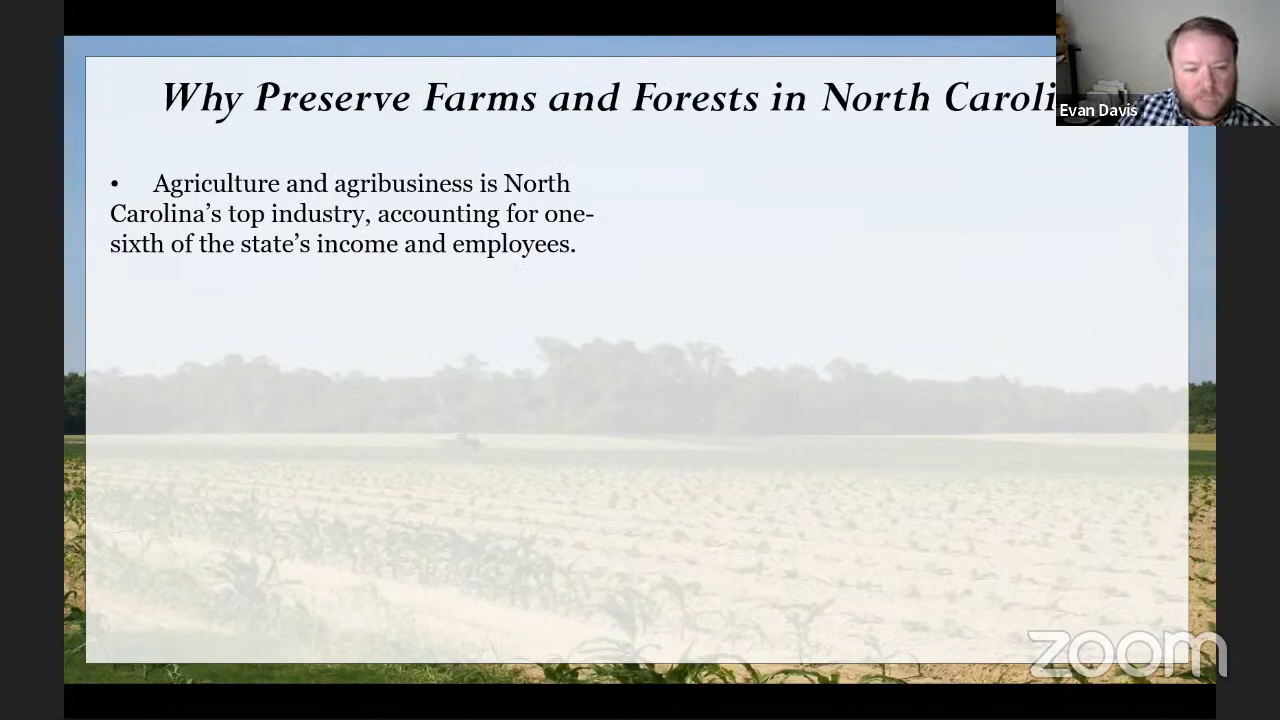 Why Preserve Farms and Forests in North Caroli
Evan Davis
• Agriculture and agribusiness is North
Carolina’s top industry, accounting for one-
sixth of the state’s income and employees.
zoom